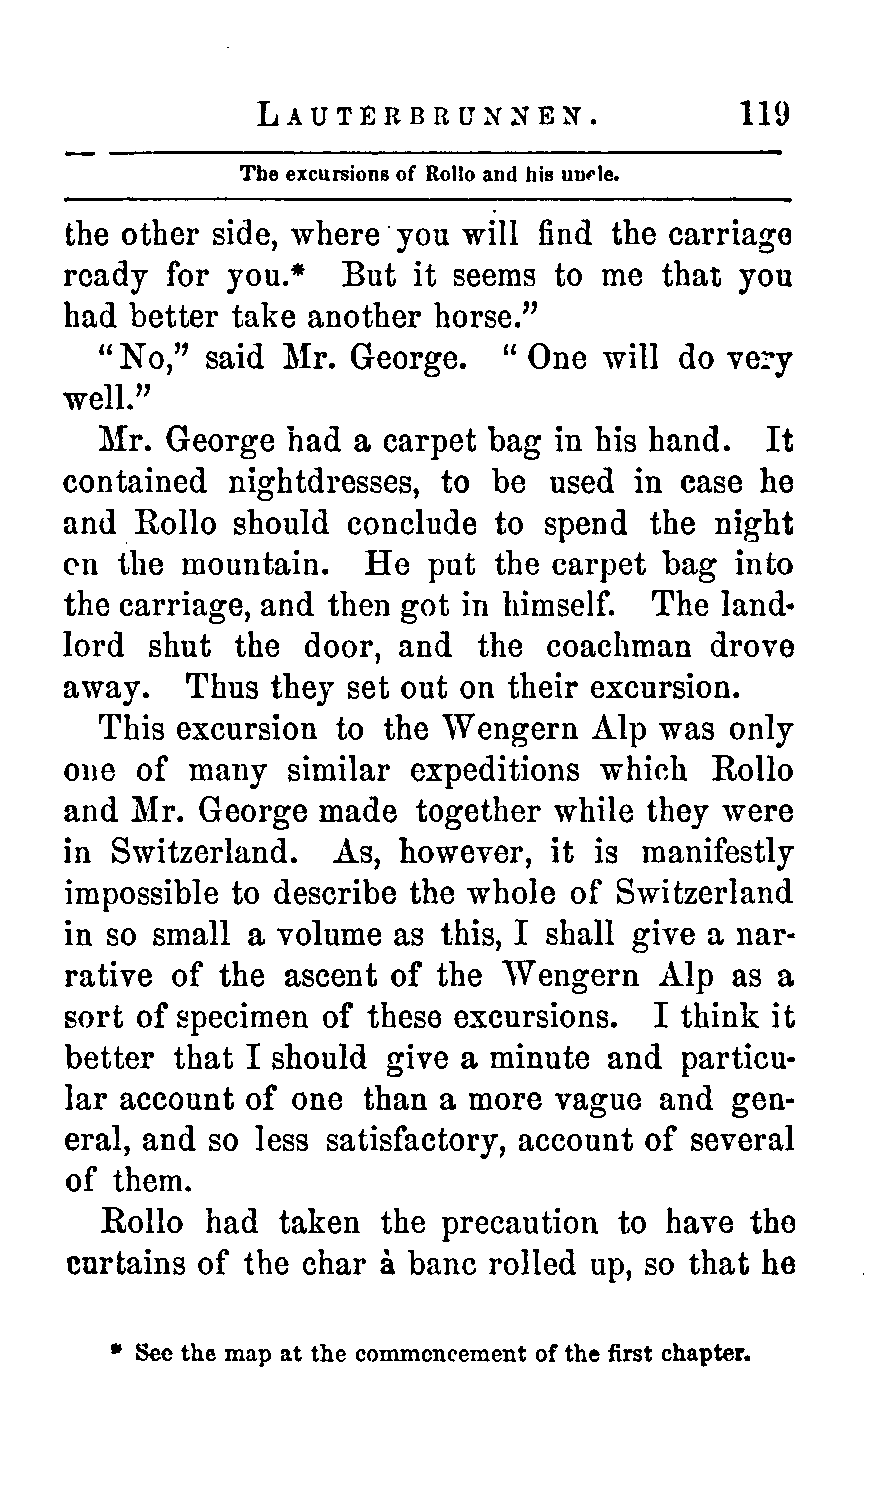 LAUTERBRUNNEN. 119
The excursions of Rollo and his uncle.
the other side, where you will find the carriage
ready for you.* But it seems to me that you
had better take another horse.”
“No,” said Mr. George. “One will do very
well.”
Mr. George had a carpet bag in his hand. It
contained nightdresses, to be used in case he
and Rollo should conclude to spend the night
on the mountain. He put the carpet bag into
the carriage, and then got in himself. The land-
lord shut the door, and the coachman drove
away. Thus they set out on their excursion.
This excursion to the Wengern Alp was only
one of many similar expeditions which Rollo
and Mr. George made together while they were
in Switzerland. As, however, it is manifestly
impossible to describe the whole of Switzerland
in so small a volume as this, I shall give a nar-
rative of the ascent of the Wengern Alp as a
sort of specimen of these excursions. I think it
better that I should give a minute and particu-
lar account of one than a more vague and gen-
eral, and so less satisfactory, account of several
of them.
Rollo had taken the precaution to have the
curtains of the char à banc rolled up, so that he
* See the map at the commencement of the first chapter.